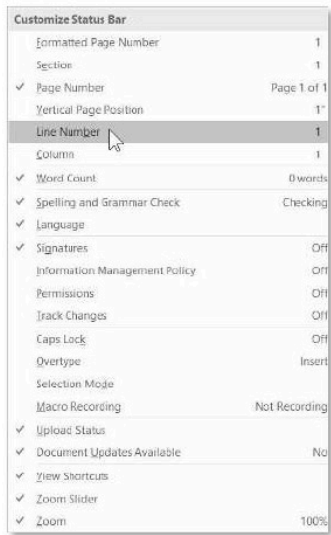 Customize Status Bar
Formatted Page Number 1
Section 1
✓ Page Number Page 1 of 1
Vertical Page Position 1"
Line Number 1
Column 1
✓ Word Count 0 words
✓ Spelling and Grammar Check Checking
✓ Language
✓ Signatures Off
Information Management Policy Off
Permissions Off
Track Changes Off
Caps Lock Off
Overtype Insert
Selection Mode
Macro Recording Not Recording
✓ Upload Status
✓ Document Updates Available No
✓ View Shortcuts
✓ Zoom Slider
✓ Zoom 100%